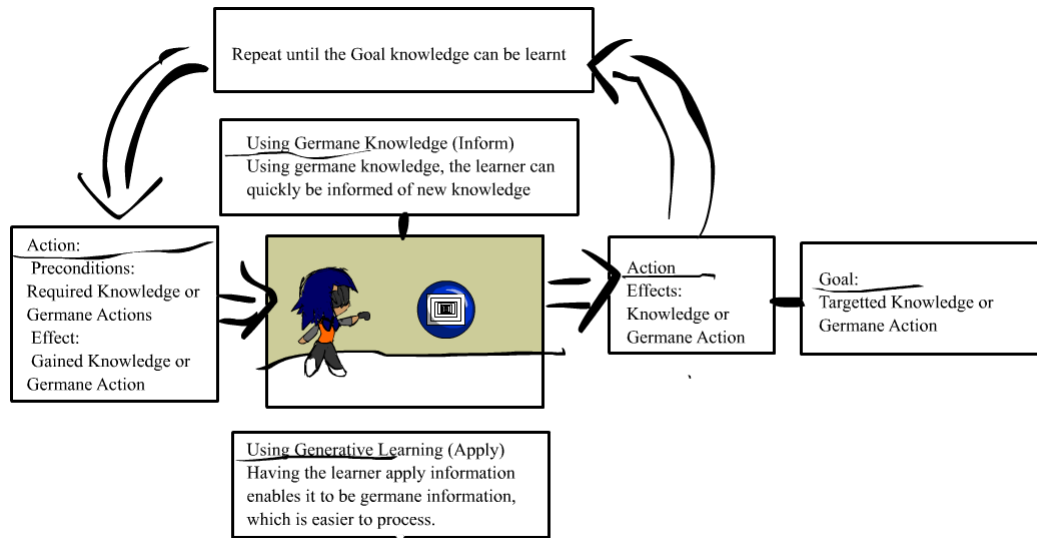 Repeat until the Goal knowledge can be learnt
Using Germane Knowledge (Inform)
Using germane knowledge, the learner can
quickly be informed of new knowledge
Action:
Preconditions:
Required Knowledge or
Germane Actions
Effect:
Gained Knowledge or
Germane Action
Action
Effects:
Knowledge or
Germane Action
Goal:
Targetted Knowledge or
Germane Action
Using Generative Learning (Apply)
Having the learner apply information
enables it to be germane information,
which is easier to process.